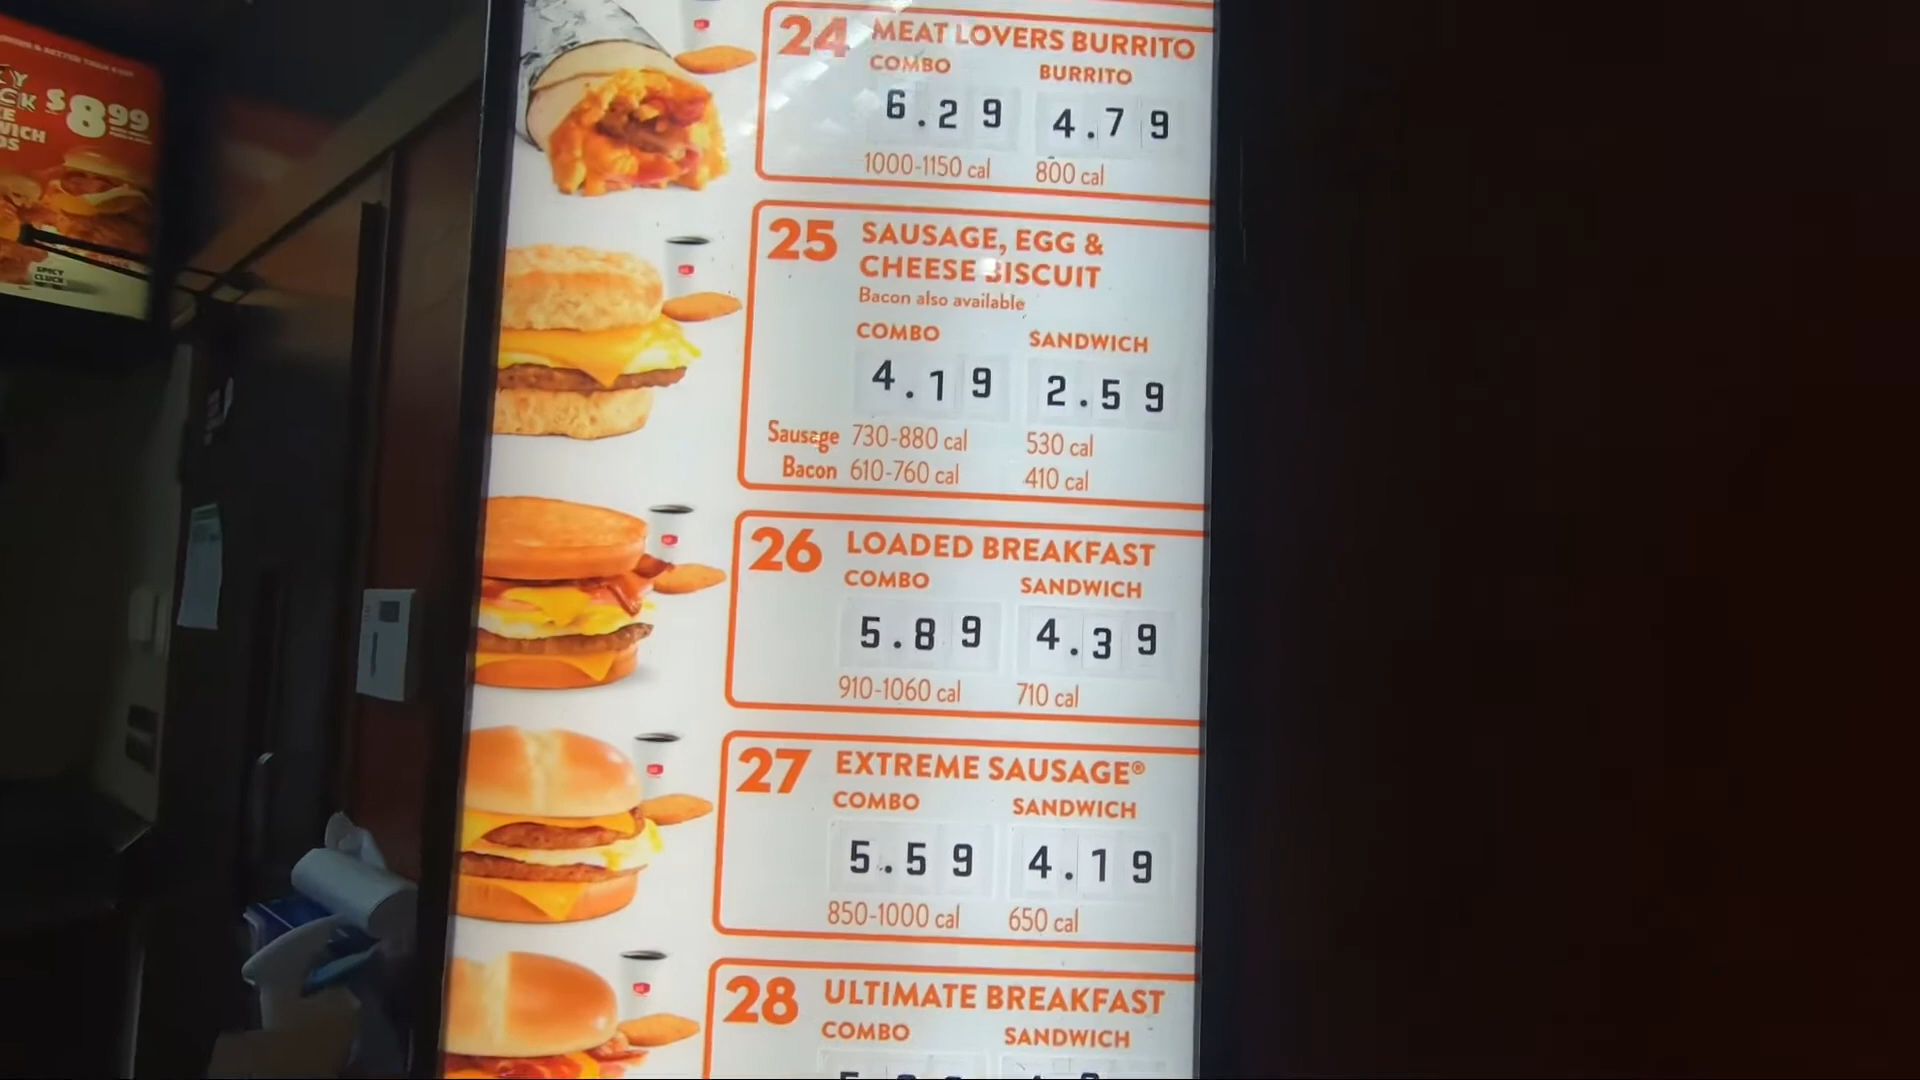 $8.99
SPICY
CLUCK
24 MEAT LOVERS BURRITO
COMBO BURRITO
6.29 4.79
1000-1150 cal 800 cal
25 SAUSAGE, EGG &
CHEESE BISCUIT
Bacon also available
COMBO SANDWICH
4.19 2.59
Sausage 730-880 cal 530 cal
Bacon 610-760 cal 410 cal
26 LOADED BREAKFAST
COMBO SANDWICH
5.89 4.39
910-1060 cal 710 cal
27 EXTREME SAUSAGE®
COMBO SANDWICH
5.59 4.19
850-1000 cal 650 cal
28 ULTIMATE BREAKFAST
COMBO SANDWICH